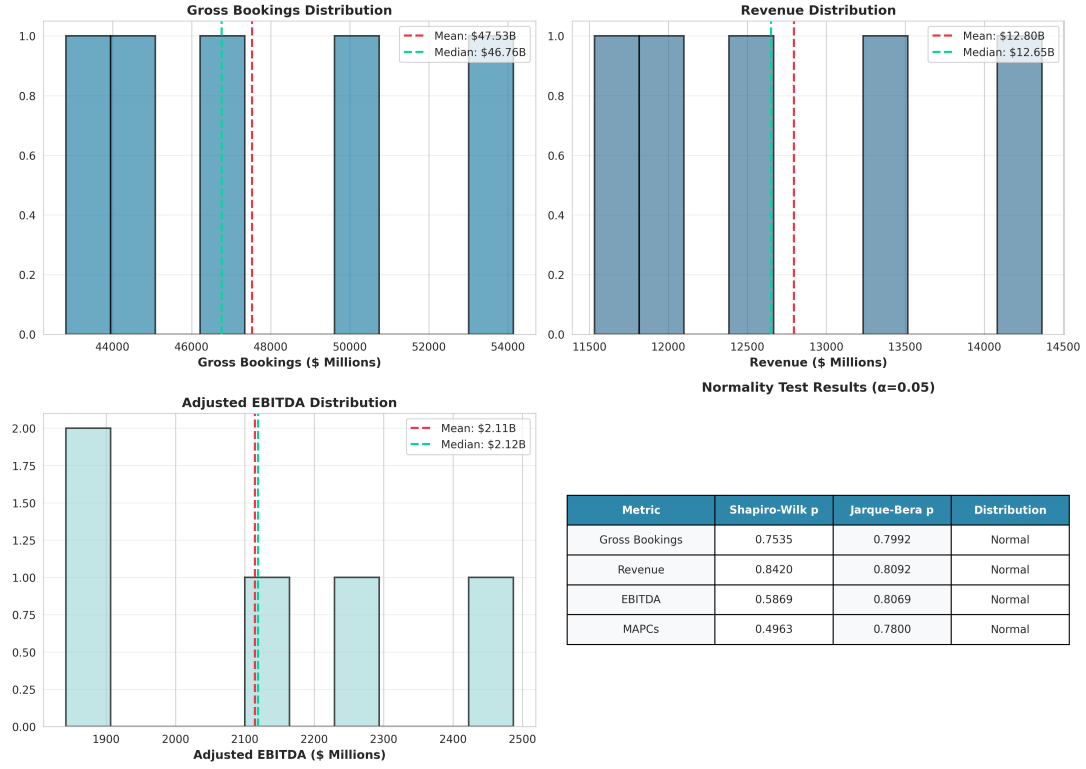 Gross Bookings Distribution
Mean: $47.53B
Median: $46.76B
1.0
0.8
0.6
0.4
0.2
0.0
44000 46000 48000 50000 52000 54000
Gross Bookings ($ Millions)
Revenue Distribution
Mean: $12.80B
Median: $12.65B
1.0
0.8
0.6
0.4
0.2
0.0
11500 12000 12500 13000 13500 14000 14500
Revenue ($ Millions)
Adjusted EBITDA Distribution
Mean: $2.11B
Median: $2.12B
2.00
1.75
1.50
1.25
1.00
0.75
0.50
0.25
0.00
1900 2000 2100 2200 2300 2400 2500
Adjusted EBITDA ($ Millions)
Normality Test Results (α=0.05)
Metric Shapiro-Wilk p Jarque-Bera p Distribution
Gross Bookings 0.7535 0.7992 Normal
Revenue 0.8420 0.8092 Normal
EBITDA 0.5869 0.8069 Normal
MAPCs 0.4963 0.7800 Normal